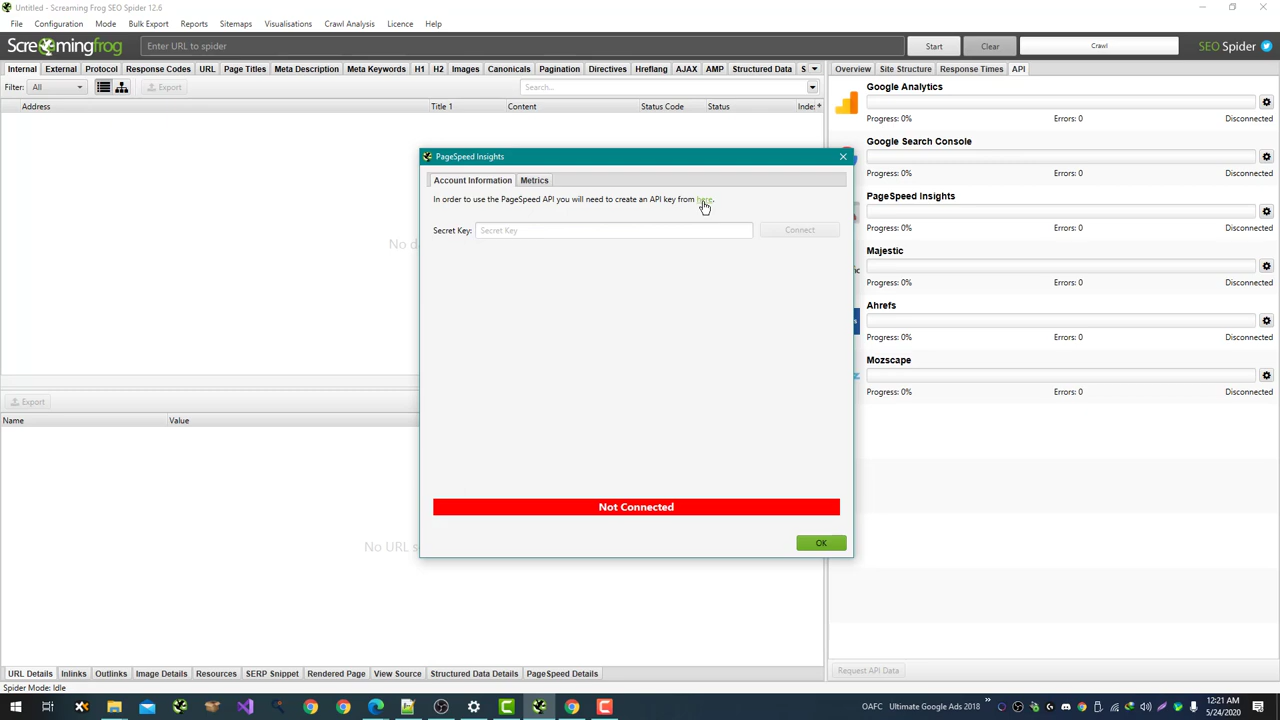 Untitled - Screaming Frog SEO Spider 12.6
File Configuration Mode Bulk Export Reports Sitemaps Visualisations Crawl Analysis Licence Help
Screamingfrog Enter URL to spider Start Clear Crawl SEO Spider
Internal External Protocol Response Codes URL Page Titles Meta Description Meta Keywords H1 H2 Images Canonicals Pagination Directives Hreflang AJAX AMP Structured Data S
Overview Site Structure Response Times API
Filter: All Export Search...
Address Title 1 Content Status Code Status Inde:
Google Analytics
Progress: 0% Errors: 0 Disconnected
Google Search Console
Progress: 0% Errors: 0 Disconnected
PageSpeed Insights
Progress: 0% Errors: 0 Disconnected
Majestic
Progress: 0% Errors: 0 Disconnected
Ahrefs
Progress: 0% Errors: 0 Disconnected
Mozscape
Progress: 0% Errors: 0 Disconnected
PageSpeed Insights
Account Information Metrics
In order to use the PageSpeed API you will need to create an API key from here.
Secret Key: Secret Key Connect
No d
Not Connected
OK
Export
Name Value
No URL s
Request API Data
URL Details Inlinks Outlinks Image Details Resources SERP Snippet Rendered Page View Source Structured Data Details PageSpeed Details
Spider Mode: Idle
OAFC Ultimate Google Ads 2018 12:21 AM
5/24/2020